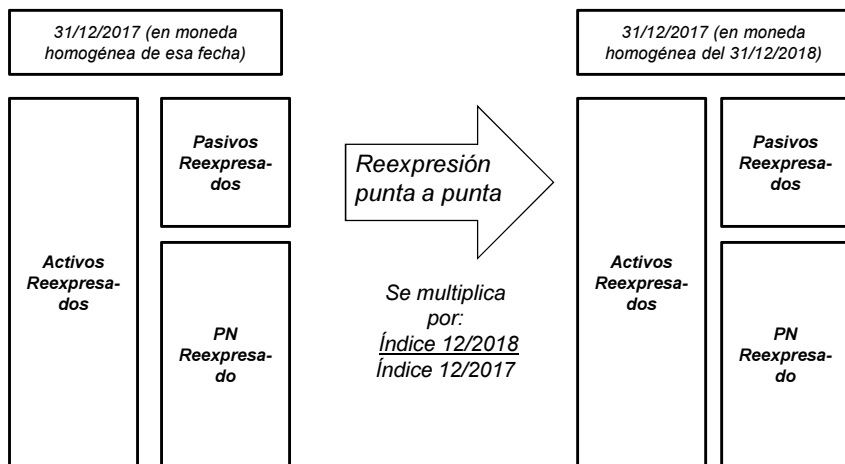 31/12/2017 (en moneda
homogénea de esa fecha)
31/12/2017 (en moneda
homogénea del 31/12/2018)
Activos
Reexpresa-
dos
Pasivos
Reexpresa-
dos
PN
Reexpresa-
do
Reexpresión
punta a punta
Se multiplica
por:
Índice 12/2018
Índice 12/2017
Activos
Reexpresa-
dos
Pasivos
Reexpresa-
dos
PN
Reexpresa-
do